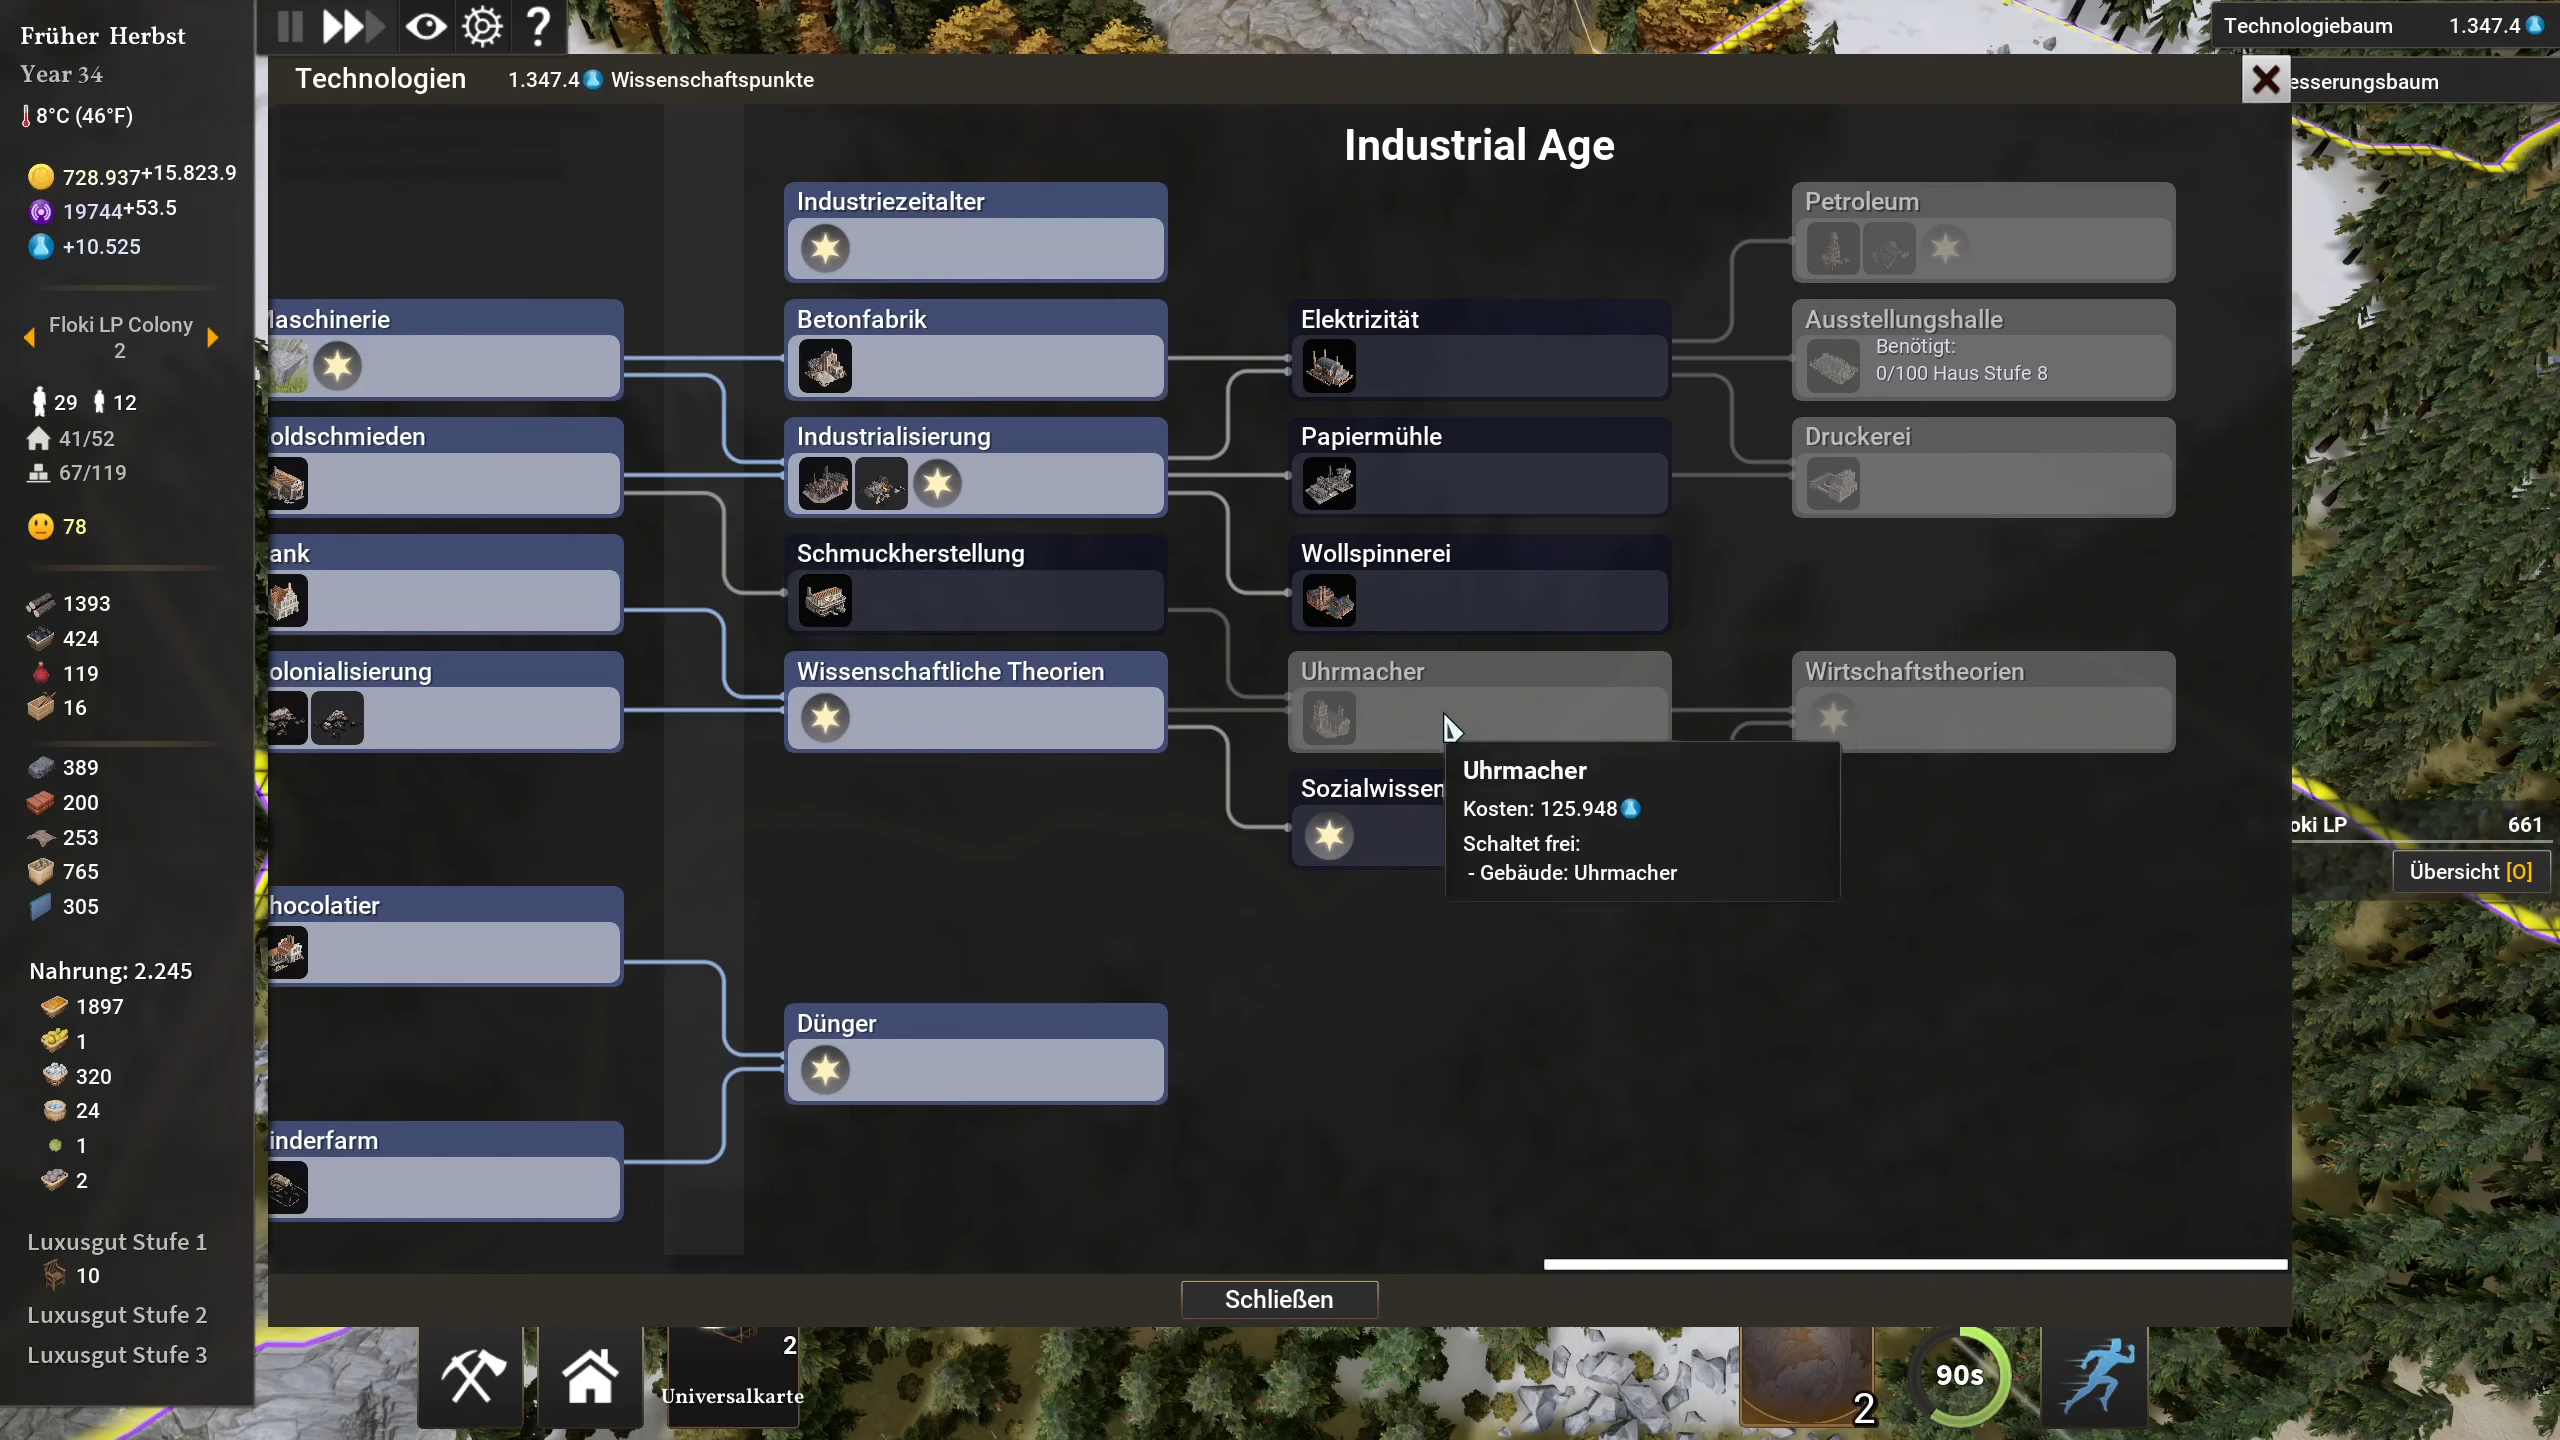 Früher Herbst
Year 34
8°C (46°F)
728.937+15.823.9
19744+53.5
+10.525
Floki LP Colony
2
29 12
41/52
67/119
78
1393
424
119
16
389
200
253
765
305
Nahrung: 2.245
1897
1
320
24
1
2
Luxusgut Stufe 1
10
Luxusgut Stufe 2
Luxusgut Stufe 3
?
Technologiebaum 1.347.4
esserungsbaum
Technologien 1.347.4 Wissenschaftspunkte
Industrial Age
Industriezeitalter
Petroleum
Maschinerie
Betonfabrik
Elektrizität
Ausstellungshalle
Benötigt:
0/100 Haus Stufe 8
oldschmieden
Industrialisierung
Papiermühle
Druckerei
ank
Schmuckherstellung
Wollspinnerei
olonialisierung
Wissenschaftliche Theorien
Uhrmacher
Wirtschaftstheorien
Sozialwissen
Uhrmacher
Kosten: 125.948
Schaltet frei:
- Gebäude: Uhrmacher
oki LP 661
Übersicht [O]
hocolatier
Dünger
inderfarm
Schließen
2
Universalkarte
2
90s